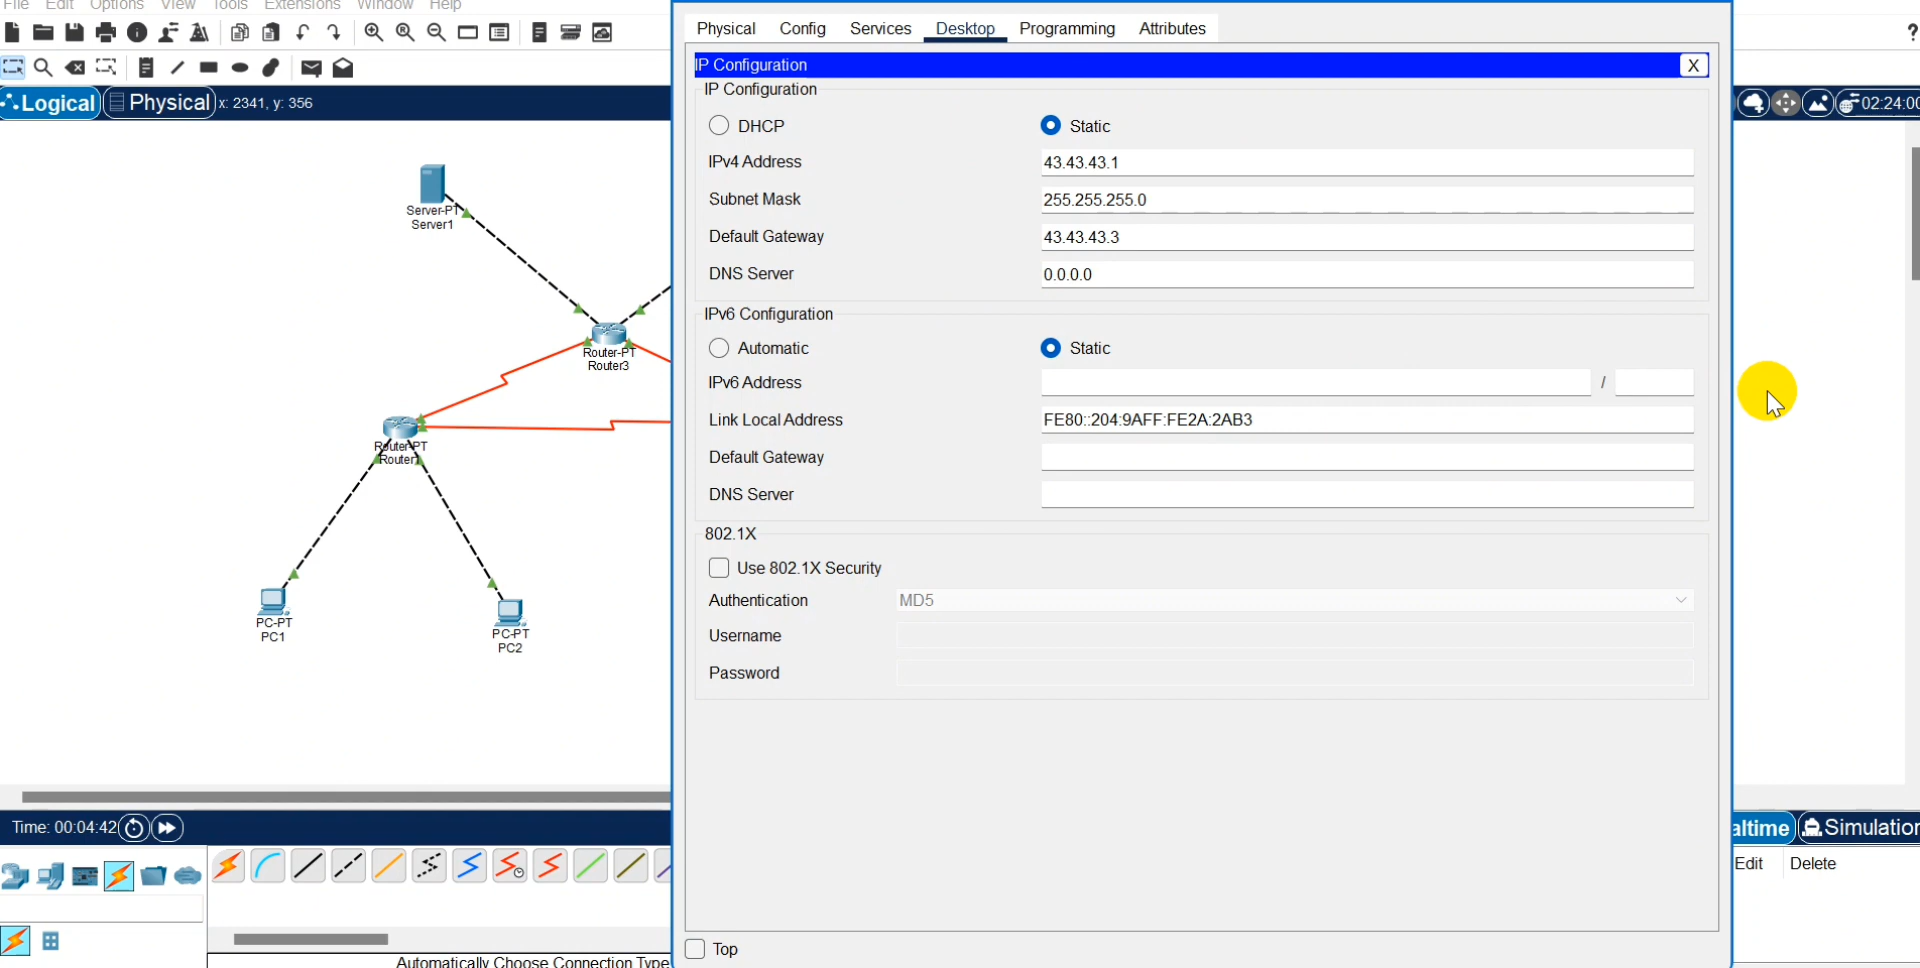 File Edit Options View Tools Extensions Window Help
Physical Config Services Desktop Programming Attributes
?
IP Configuration X
Logical Physical x: 2341, y: 356
02:24:00
IP Configuration
DHCP Static
IPv4 Address 43.43.43.1
Subnet Mask 255.255.255.0
Default Gateway 43.43.43.3
DNS Server 0.0.0.0
IPv6 Configuration
Automatic Static
IPv6 Address /
Link Local Address FE80::204:9AFF:FE2A:2AB3
Default Gateway
DNS Server
802.1X
Use 802.1X Security
Authentication MD5
Username
Password
Top
Server-PT
Server1
Router-PT
Router3
Router-PT
Router1
PC-PT
PC1
PC-PT
PC2
Time: 00:04:42
altime Simulation
Edit Delete
Automatically Choose Connection Type